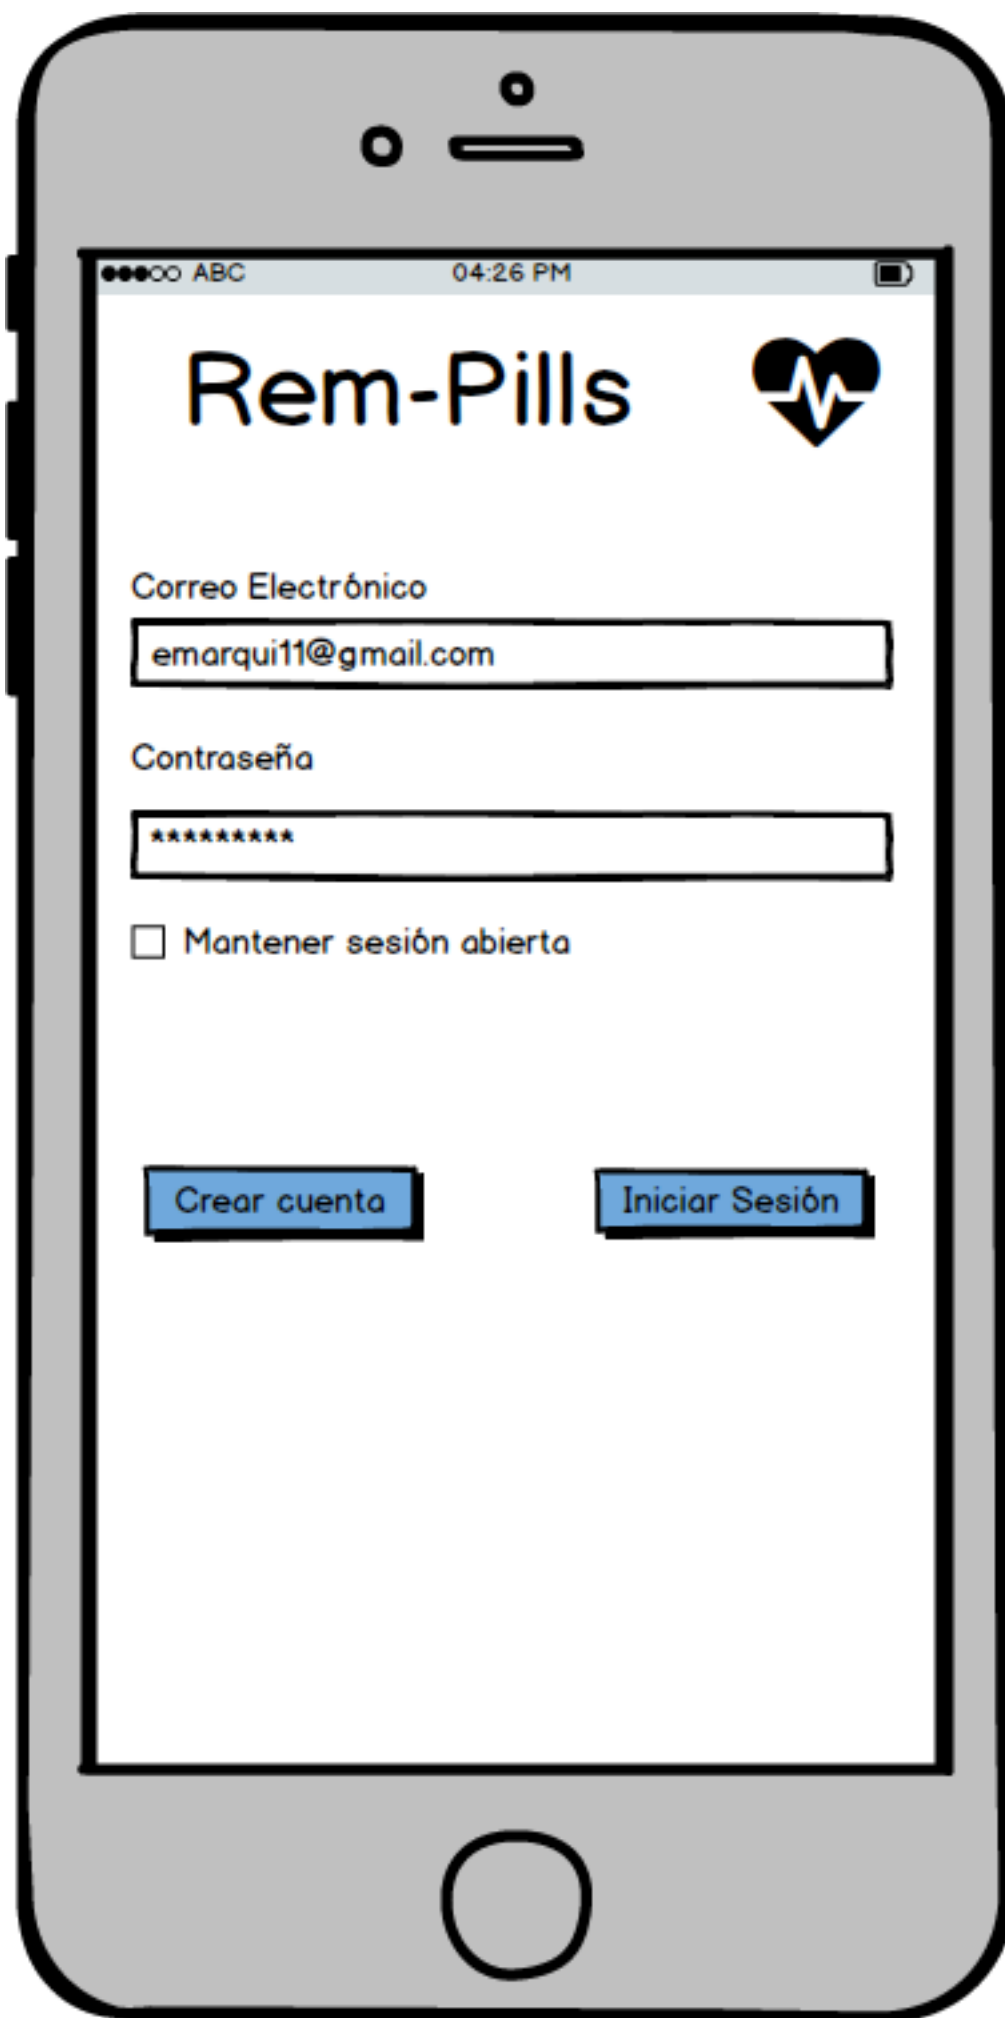 ABC 04:26 PM
Rem-Pills
Correo Electrónico
emarqui11@gmail.com
Contraseña
*********
Mantener sesión abierta
Crear cuenta Iniciar Sesión